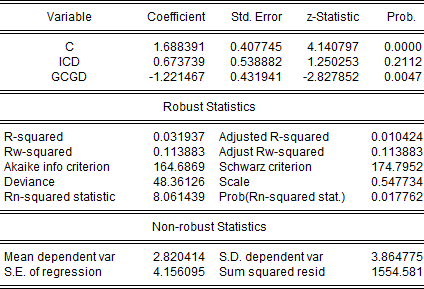 Variable Coefficient Std. Error z-Statistic Prob.
C 1.688391 0.407745 4.140797 0.0000
ICD 0.673739 0.538882 1.250253 0.2112
GCGD -1.221467 0.431941 -2.827852 0.0047
Robust Statistics
R-squared 0.031937 Adjusted R-squared 0.010424
Rw-squared 0.113883 Adjust Rw-squared 0.113883
Akaike info criterion 164.6869 Schwarz criterion 174.7952
Deviance 48.36126 Scale 0.547734
Rn-squared statistic 8.061439 Prob(Rn-squared stat.) 0.017762
Non-robust Statistics
Mean dependent var 2.820414 S.D. dependent var 3.864775
S.E. of regression 4.156095 Sum squared resid 1554.581